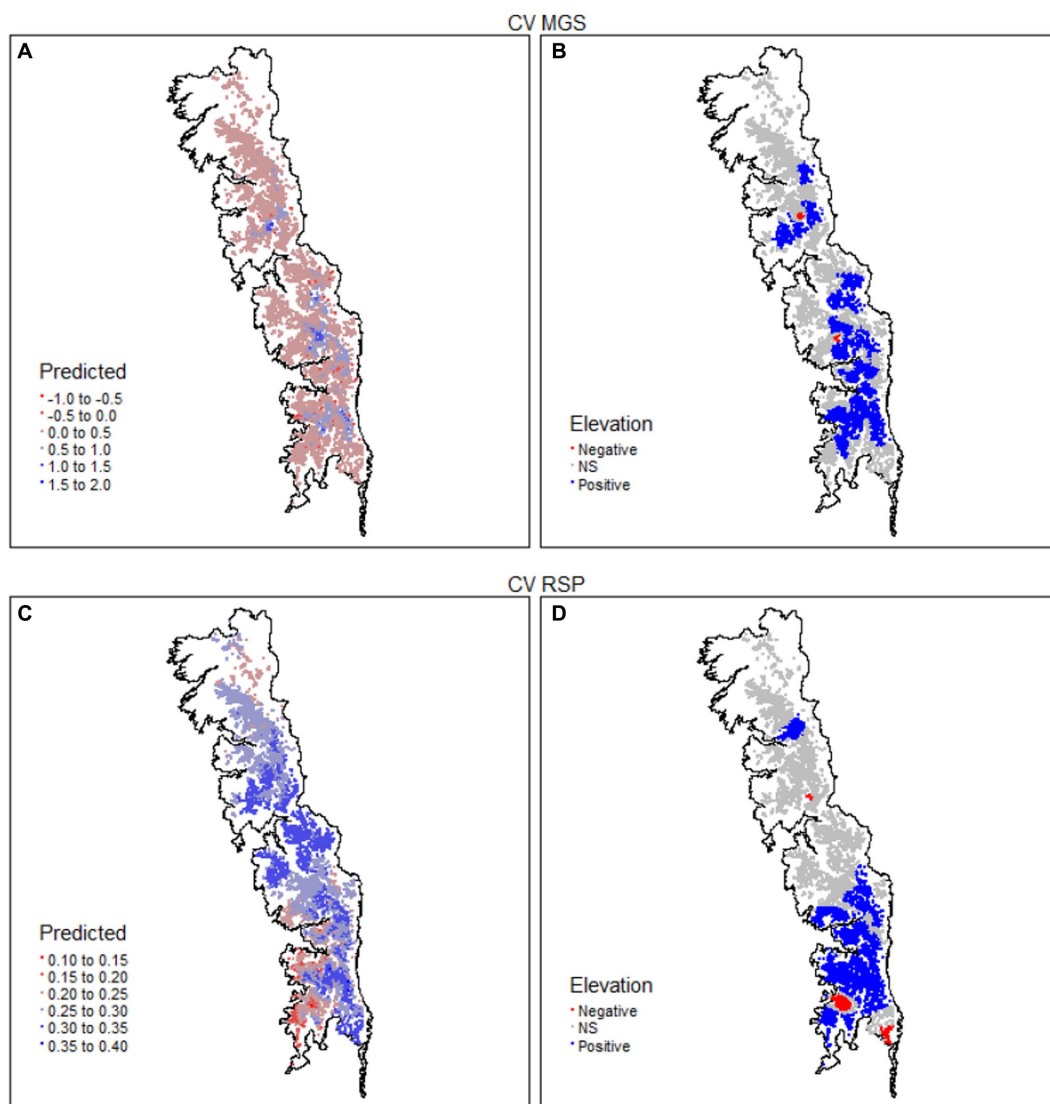 CV MGS
A
Predicted
-1.0 to -0.5
-0.5 to 0.0
0.0 to 0.5
0.5 to 1.0
1.0 to 1.5
1.5 to 2.0
B
Elevation
Negative
NS
Positive
CV RSP
C
Predicted
0.10 to 0.15
0.15 to 0.20
0.20 to 0.25
0.25 to 0.30
0.30 to 0.35
0.35 to 0.40
D
Elevation
Negative
NS
Positive